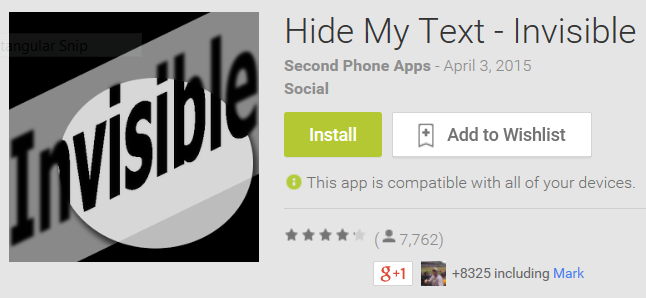 tangular Snip
Invisible
Hide My Text - Invisible
Second Phone Apps - April 3, 2015
Social
Install
Add to Wishlist
This app is compatible with all of your devices.
(7,762)
g+1
+8325 including Mark